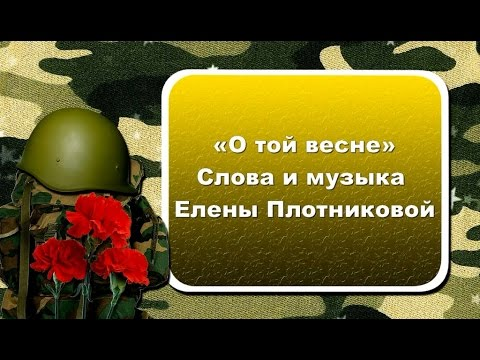 «О той весне»
Слова и музыка
Елены Плотниковой